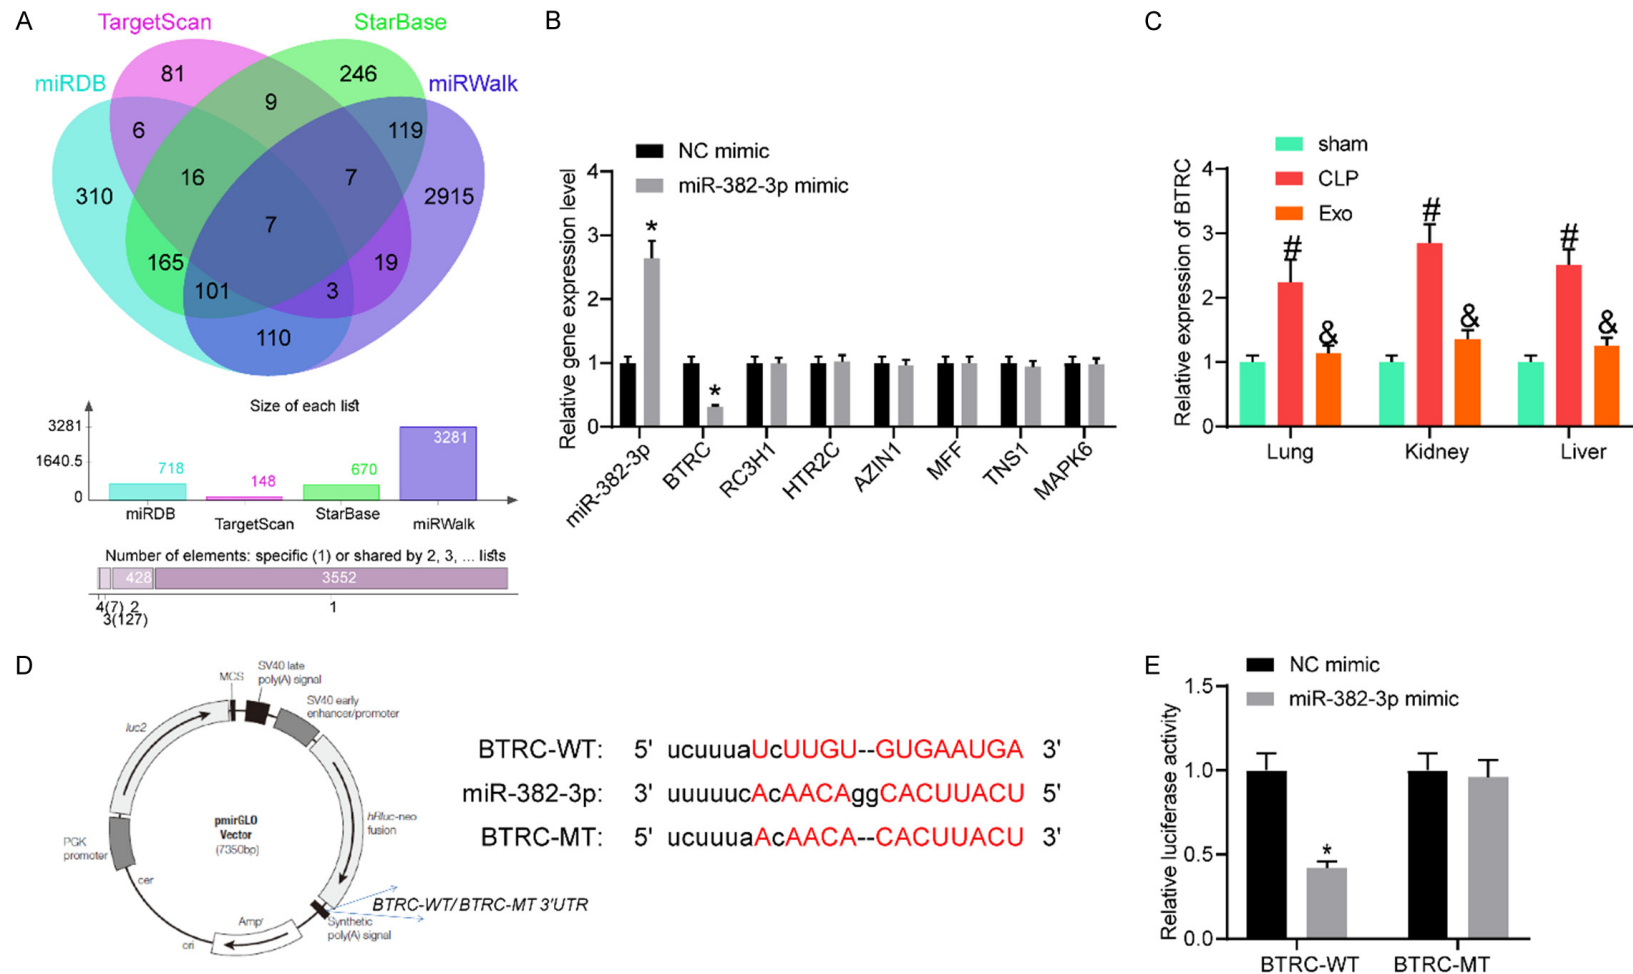 A
TargetScan
StarBase
miRDB
miRWalk
81
246
9
6
119
310
16
7
2915
7
165
19
101
3
110
Size of each list
3281
1640.5
0
718
148
670
3281
miRDB
TargetScan
StarBase
miRWalk
Number of elements: specific (1) or shared by 2, 3, ... lists
428
3552
4(7)
2
1
3(127)
B
NC mimic
miR-382-3p mimic
Relative gene expression level
4
3
2
1
0
*
*
miR-382-3p
BTRC
RC3H1
HTR2C
AZIN1
MFF
TNS1
MAPK6
C
sham
CLP
Exo
Relative expression of BTRC
4
3
2
1
0
#
&
#
&
#
&
Lung
Kidney
Liver
D
MCS
SV40 late
poly(A) signal
SV40 early
enhancer/promoter
luc2
pmirGLO
Vector
(7350bp)
hRluc-neo
fusion
PGK
promoter
cer
ori
Ampʳ
Synthetic
poly(A) signal
BTRC-WT/ BTRC-MT 3'UTR
BTRC-WT: 5' ucuuuaUcUUGU--GUGAAUGA 3'
miR-382-3p: 3' uuuuucAcAACAggCACUUACU 5'
BTRC-MT: 5' ucuuuaAcAACA--CACUUACU 3'
E
NC mimic
miR-382-3p mimic
Relative luciferase activity
1.5
1.0
0.5
0.0
*
BTRC-WT
BTRC-MT